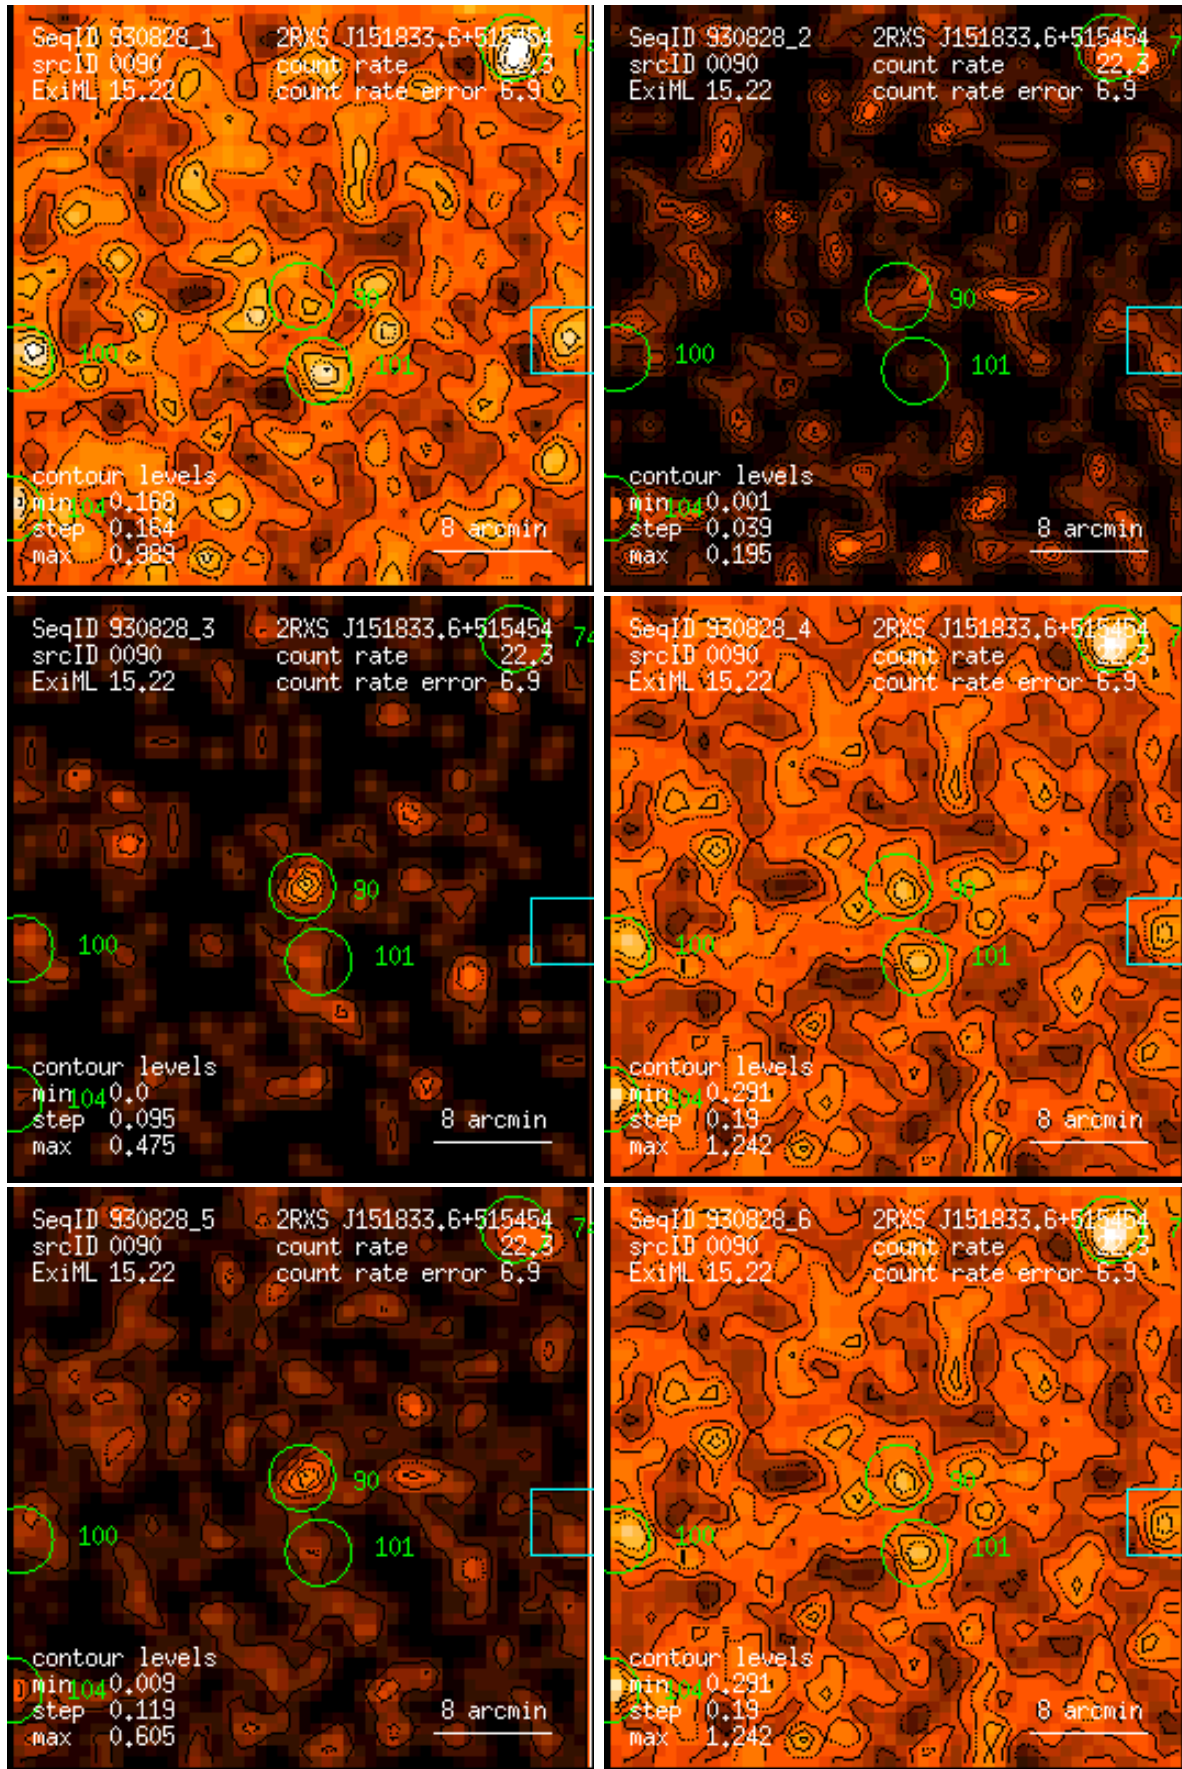 SeqID 930828_1 2RXS J151833.6+515454
srcID 0090 count rate 22.3
ExiML 15.22 count rate error 6.9
90
100
101
contour levels
min 0.168
104
step 0.164
8 arcmin
max 0.989
SeqID 930828_2 2RXS J151833.6+515454
srcID 0090 count rate 22.3
ExiML 15.22 count rate error 6.9
90
100
101
contour levels
min 0.001
104
step 0.039
8 arcmin
max 0.195
SeqID 930828_3 2RXS J151833.6+515454
74
srcID 0090 count rate 22.3
ExiML 15.22 count rate error 6.9
90
100
101
contour levels
min 0.0
104
step 0.095
8 arcmin
max 0.475
SeqID 930828_4 2RXS J151833.6+515454
srcID 0090 count rate 22.3
ExiML 15.22 count rate error 6.9
90
100
101
contour levels
min 0.291
104
step 0.19
8 arcmin
max 1.242
SeqID 930828_5 2RXS J151833.6+515454
74
srcID 0090 count rate 22.3
ExiML 15.22 count rate error 6.9
90
100
101
contour levels
min 0.009
104
step 0.119
8 arcmin
max 0.605
SeqID 930828_6 2RXS J151833.6+515454
srcID 0090 count rate 22.3
ExiML 15.22 count rate error 6.9
90
100
101
contour levels
min 0.291
104
step 0.19
8 arcmin
max 1.242